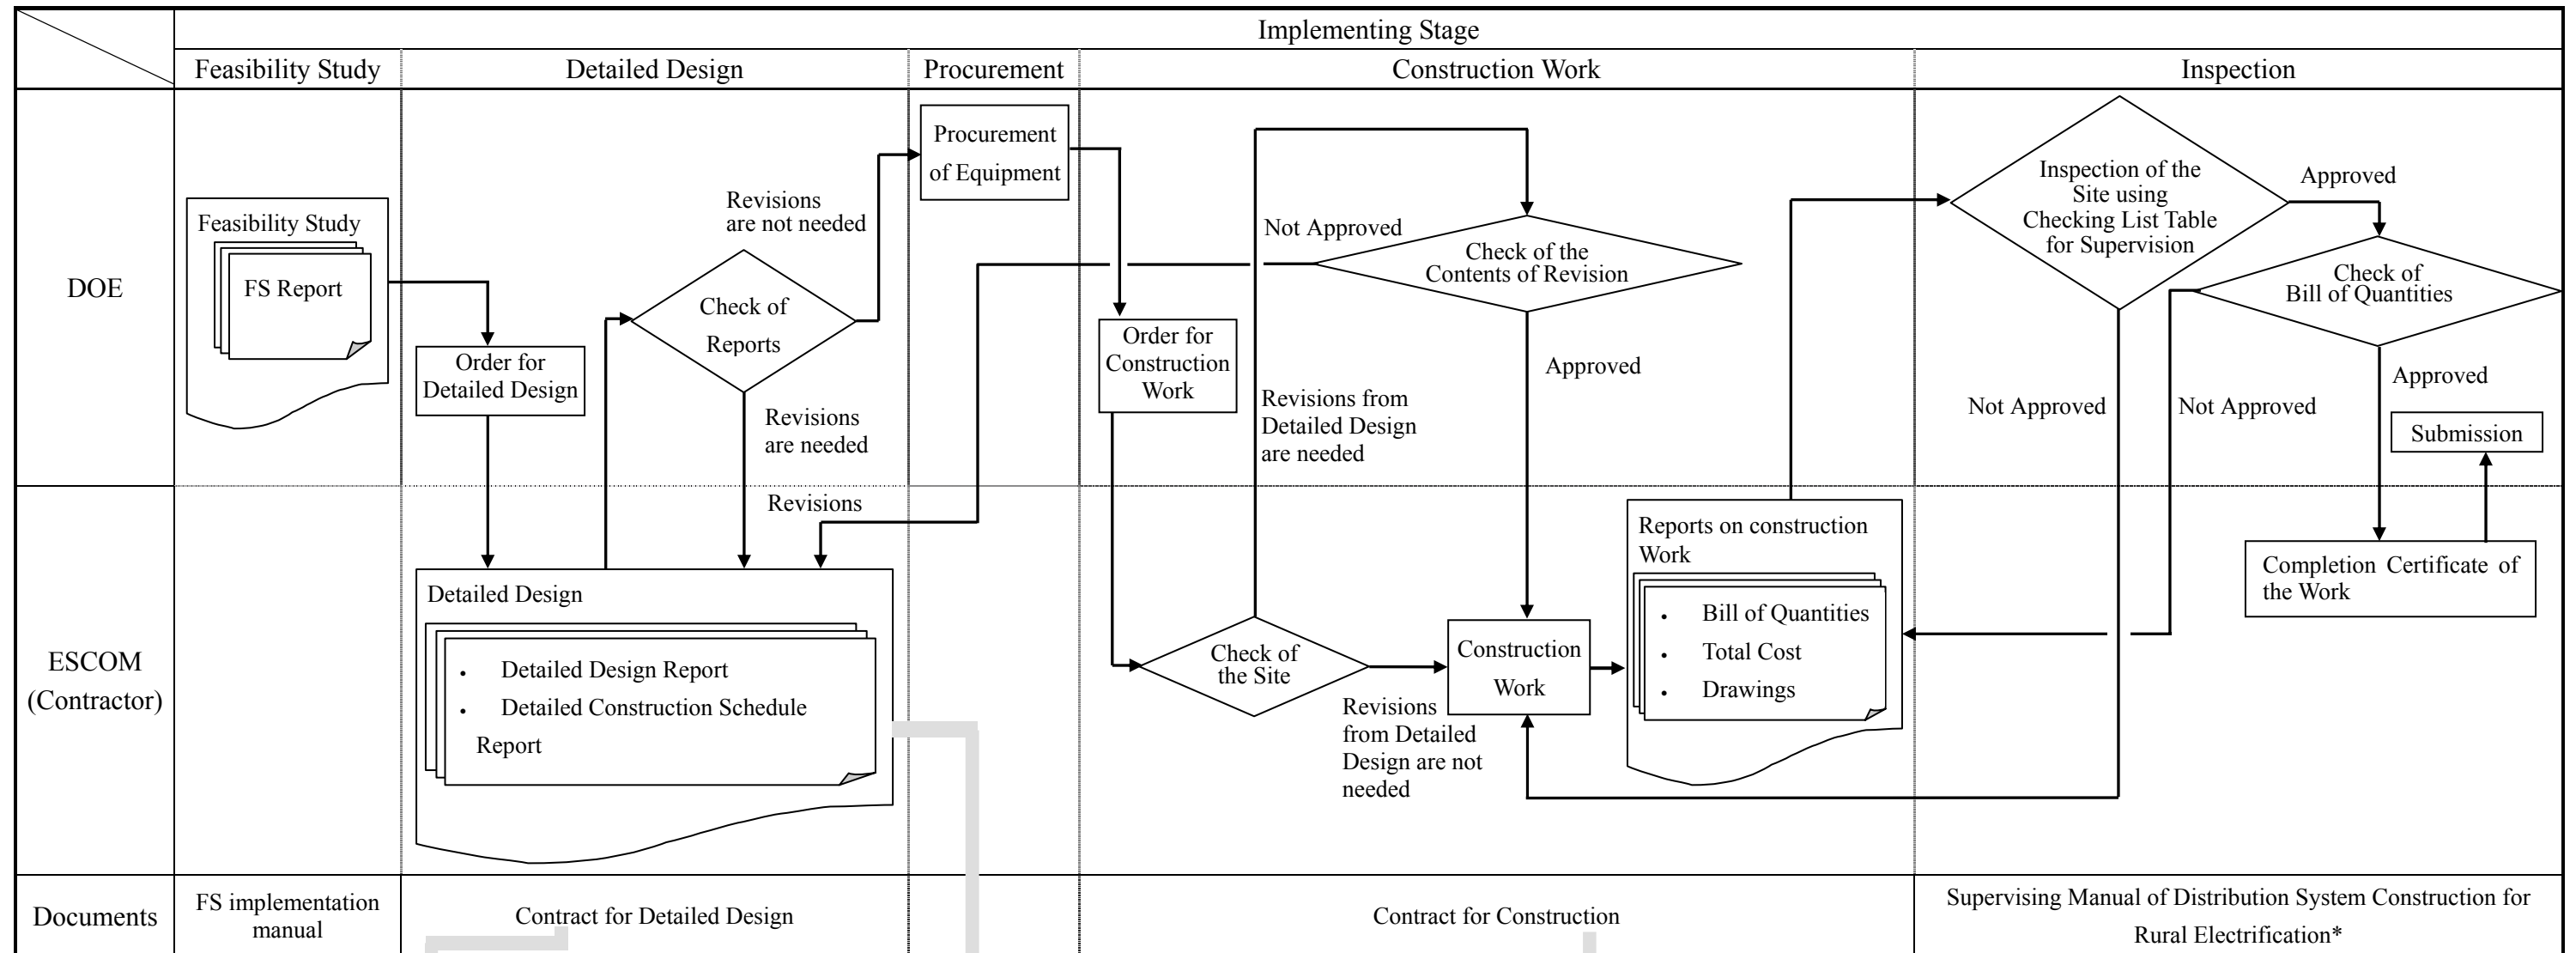 Implementing Stage
Feasibility Study
Detailed Design
Procurement
Construction Work
Inspection
DOE
Feasibility Study
FS Report
Order for
Detailed Design
Revisions
are not needed
Check of
Reports
Revisions
are needed
Procurement
of Equipment
Order for
Construction
Work
Not Approved
Check of the
Contents of Revision
Revisions from
Detailed Design
are needed
Approved
Inspection of the
Site using
Checking List Table
for Supervision
Approved
Check of
Bill of Quantities
Not Approved
Not Approved
Approved
Submission
ESCOM
(Contractor)
Revisions
Detailed Design
• Detailed Design Report
• Detailed Construction Schedule
Report
Check of
the Site
Revisions
from Detailed
Design are not
needed
Construction
Work
Reports on construction
Work
• Bill of Quantities
• Total Cost
• Drawings
Completion Certificate of
the Work
Documents
FS implementation
manual
Contract for Detailed Design
Contract for Construction
Supervising Manual of Distribution System Construction for
Rural Electrification*